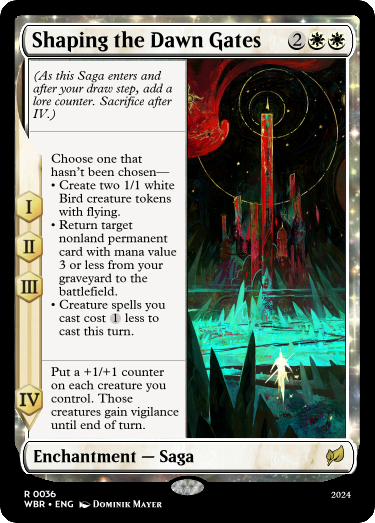 Shaping the Dawn Gates 2
(As this Saga enters and
after your draw step, add a
lore counter. Sacrifice after
IV.)
Choose one that
hasn't been chosen—
• Create two 1/1 white
Bird creature tokens
with flying.
• Return target
nonland permanent
card with mana value
3 or less from your
graveyard to the
battlefield.
• Creature spells you
cast cost 1 less to
cast this turn.
I
II
III
Put a +1/+1 counter
on each creature you
control. Those
creatures gain vigilance
until end of turn.
IV
Enchantment — Saga
R 0036
WBR • ENG Dominik Mayer
2024